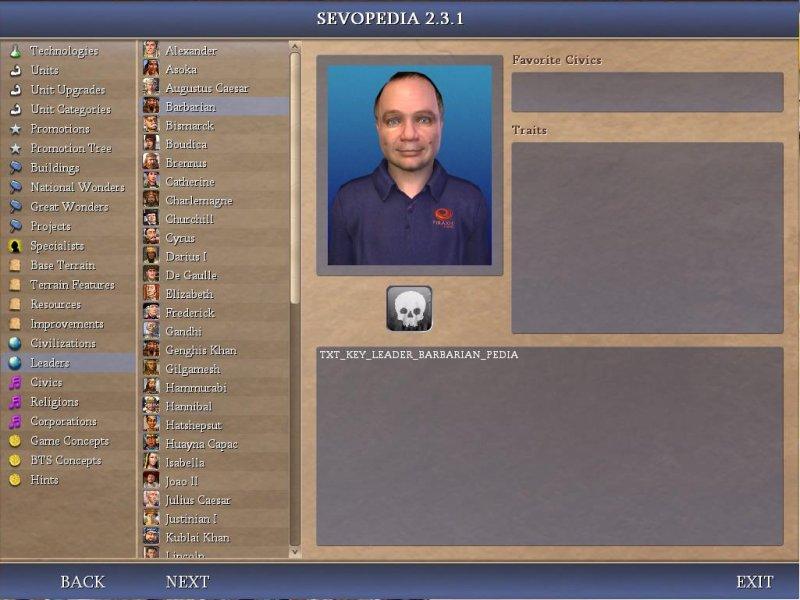 SEVOPEDIA 2.3.1
Technologies
Units
Unit Upgrades
Unit Categories
Promotions
Promotion Tree
Buildings
National Wonders
Great Wonders
Projects
Specialists
Base Terrain
Terrain Features
Resources
Improvements
Civilizations
Leaders
Civics
Religions
Corporations
Game Concepts
BTS Concepts
Hints
Alexander
Asoka
Augustus Caesar
Barbarian
Bismarck
Boudica
Brennus
Catherine
Charlemagne
Churchill
Cyrus
Darius I
De Gaulle
Elizabeth
Frederick
Gandhi
Genghis Khan
Gilgamesh
Hammurabi
Hannibal
Hatshepsut
Huayna Capac
Isabella
Joao II
Julius Caesar
Justinian I
Kublai Khan
Lincoln
FIRAXIS
Favorite Civics
Traits
TXT_KEY_LEADER_BARBARIAN_PEDIA
BACK
NEXT
EXIT